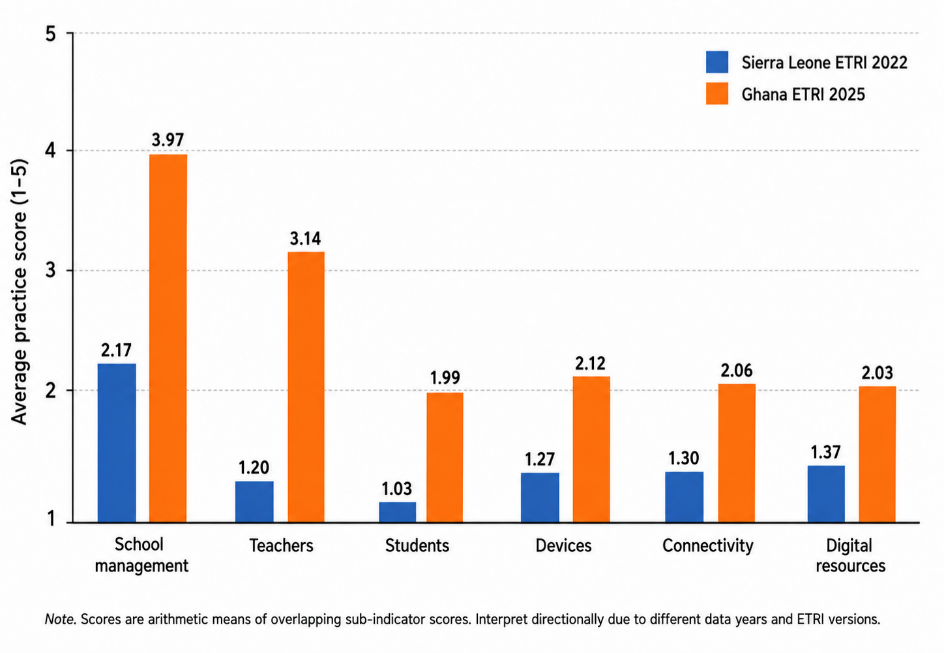 5
Sierra Leone ETRI 2022
Ghana ETRI 2025
4
3
2
1
Average practice score (1–5)
3.97
3.14
2.17
1.20
1.03
1.99
1.27
2.12
1.30
2.06
1.37
2.03
School
management
Teachers
Students
Devices
Connectivity
Digital
resources
Note. Scores are arithmetic means of overlapping sub-indicator scores. Interpret directionally due to different data years and ETRI versions.